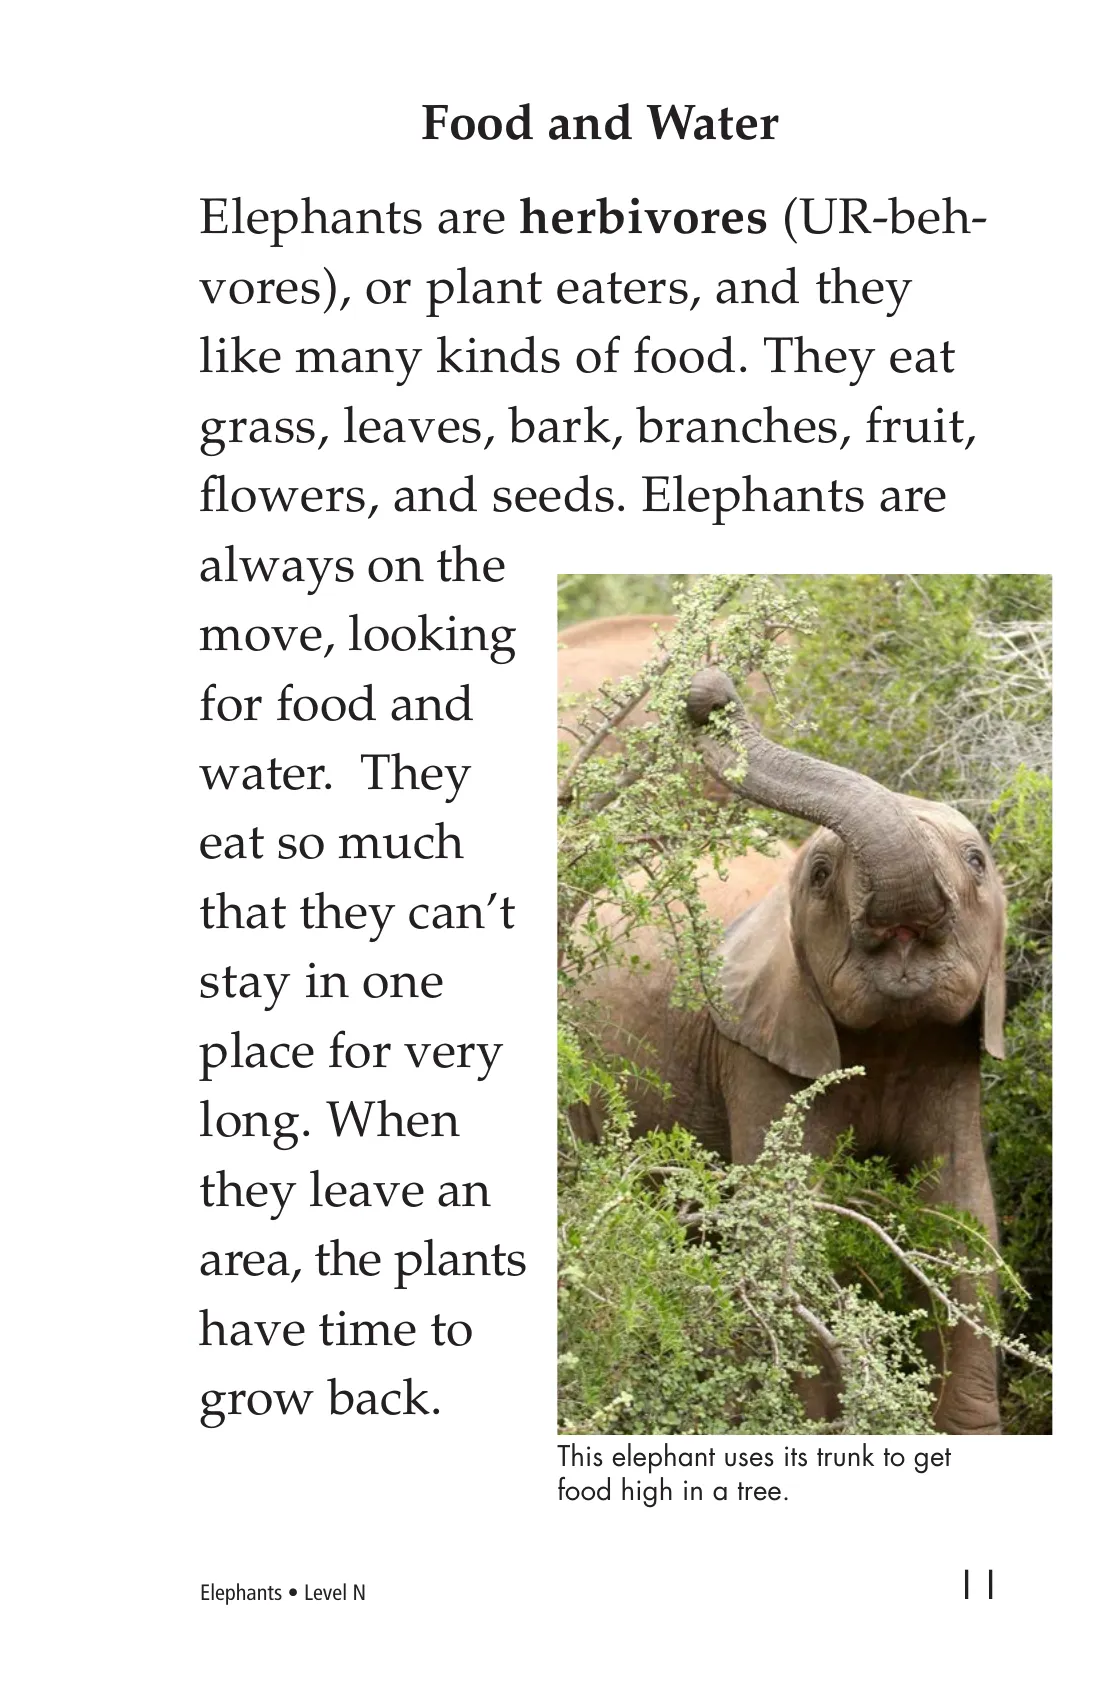 Food and Water
Elephants are herbivores (UR-beh-
vores), or plant eaters, and they
like many kinds of food. They eat
grass, leaves, bark, branches, fruit,
flowers, and seeds. Elephants are
always on the
move, looking
for food and
water.  They
eat so much
that they can’t
stay in one
place for very
long. When
they leave an
area, the plants
have time to
grow back.
This elephant uses its trunk to get
food high in a tree.
Elephants • Level N
11